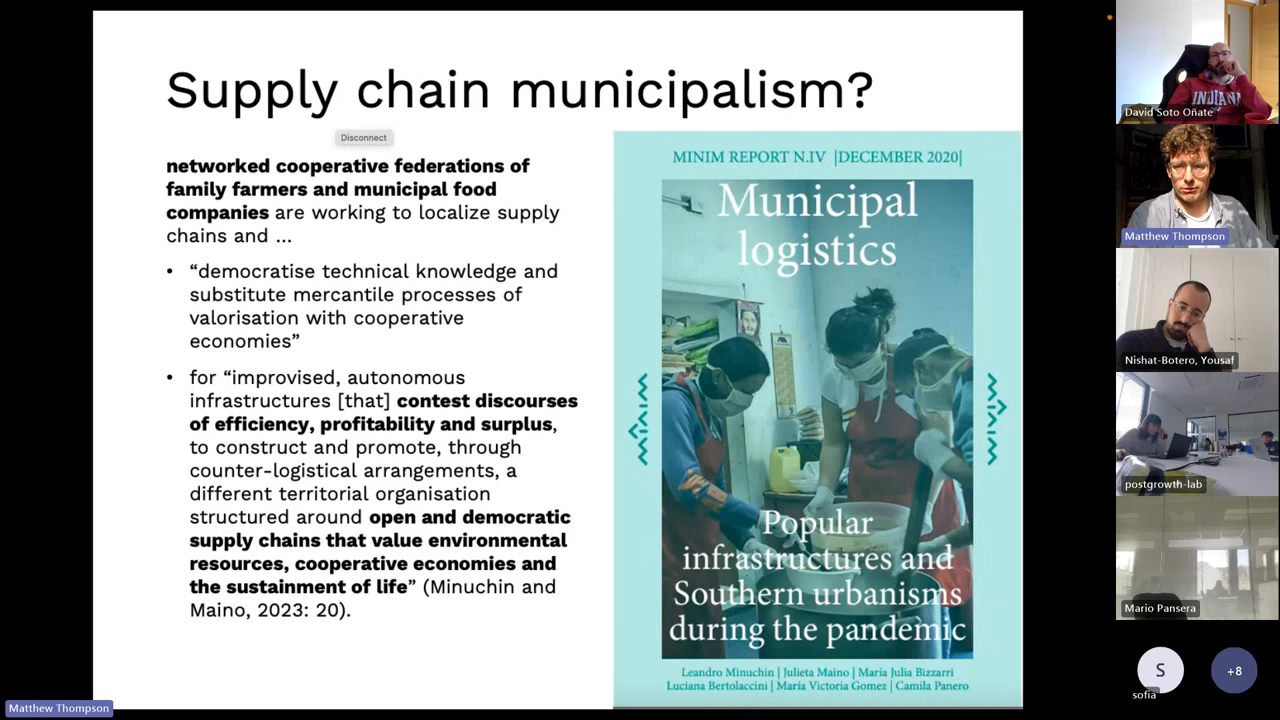 Supply chain municipalism?
Disconnect
networked cooperative federations of
family farmers and municipal food
companies are working to localize supply
chains and ...
• “democratise technical knowledge and
substitute mercantile processes of
valorisation with cooperative
economies”
• for “improvised, autonomous
infrastructures [that] contest discourses
of efficiency, profitability and surplus,
to construct and promote, through
counter-logistical arrangements, a
different territorial organisation
structured around open and democratic
supply chains that value environmental
resources, cooperative economies and
the sustainment of life” (Minuchin and
Maino, 2023: 20).
MINIM REPORT N.IV |DECEMBER 2020|
Municipal
logistics
Popular
infrastructures and
Southern urbanisms
during the pandemic
Leandro Minuchin | Julieta Maino | María Julia Bizzarri
Luciana Bertolaccini | María Victoria Gomez | Camila Panero
INDIANA
David Soto Oñate
Matthew Thompson
Nishat-Botero, Yousaf
postgrowth-lab
Mario Pansera
S
sofia
+8
Matthew Thompson